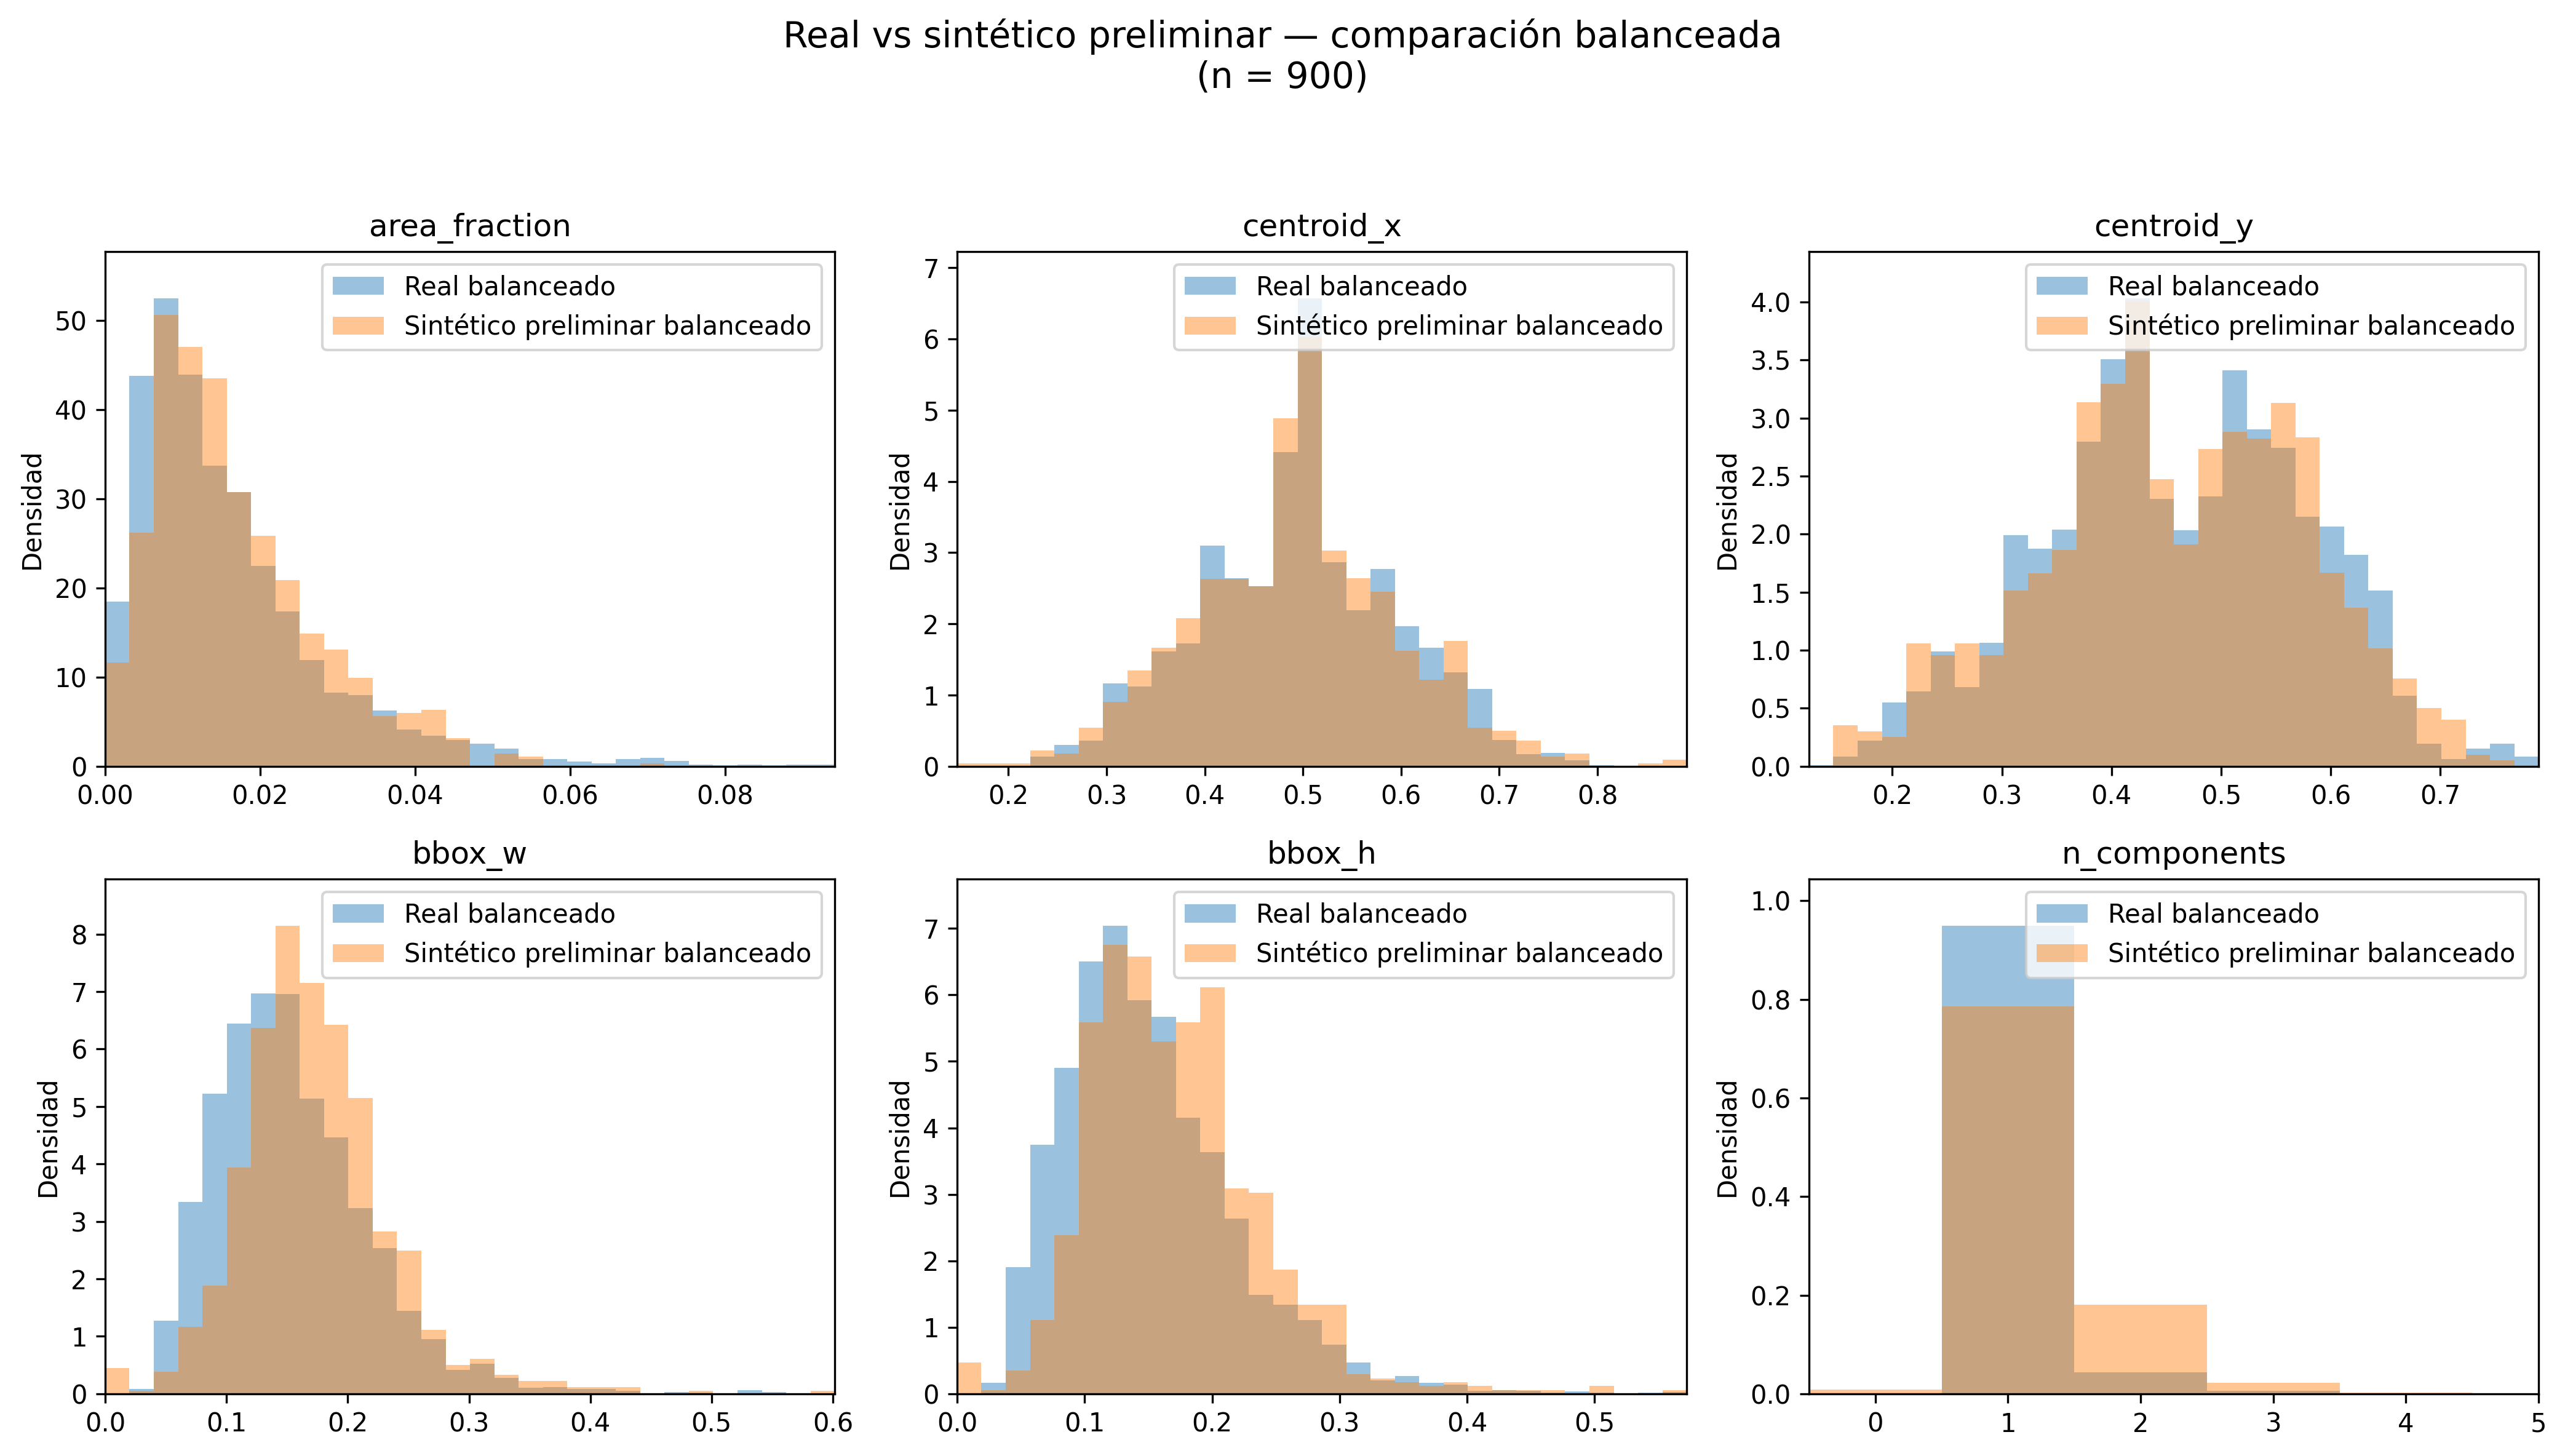 Real vs sintético preliminar — comparación balanceada
(n = 900)
area_fraction
Real balanceado
Sintético preliminar balanceado
Densidad
50
40
30
20
10
0
0.00 0.02 0.04 0.06 0.08
centroid_x
Real balanceado
Sintético preliminar balanceado
Densidad
7
6
5
4
3
2
1
0
0.2 0.3 0.4 0.5 0.6 0.7 0.8
centroid_y
Real balanceado
Sintético preliminar balanceado
Densidad
4.0
3.5
3.0
2.5
2.0
1.5
1.0
0.5
0.0
0.2 0.3 0.4 0.5 0.6 0.7
bbox_w
Real balanceado
Sintético preliminar balanceado
Densidad
8
7
6
5
4
3
2
1
0
0.0 0.1 0.2 0.3 0.4 0.5 0.6
bbox_h
Real balanceado
Sintético preliminar balanceado
Densidad
7
6
5
4
3
2
1
0
0.0 0.1 0.2 0.3 0.4 0.5
n_components
Real balanceado
Sintético preliminar balanceado
Densidad
1.0
0.8
0.6
0.4
0.2
0.0
0 1 2 3 4 5